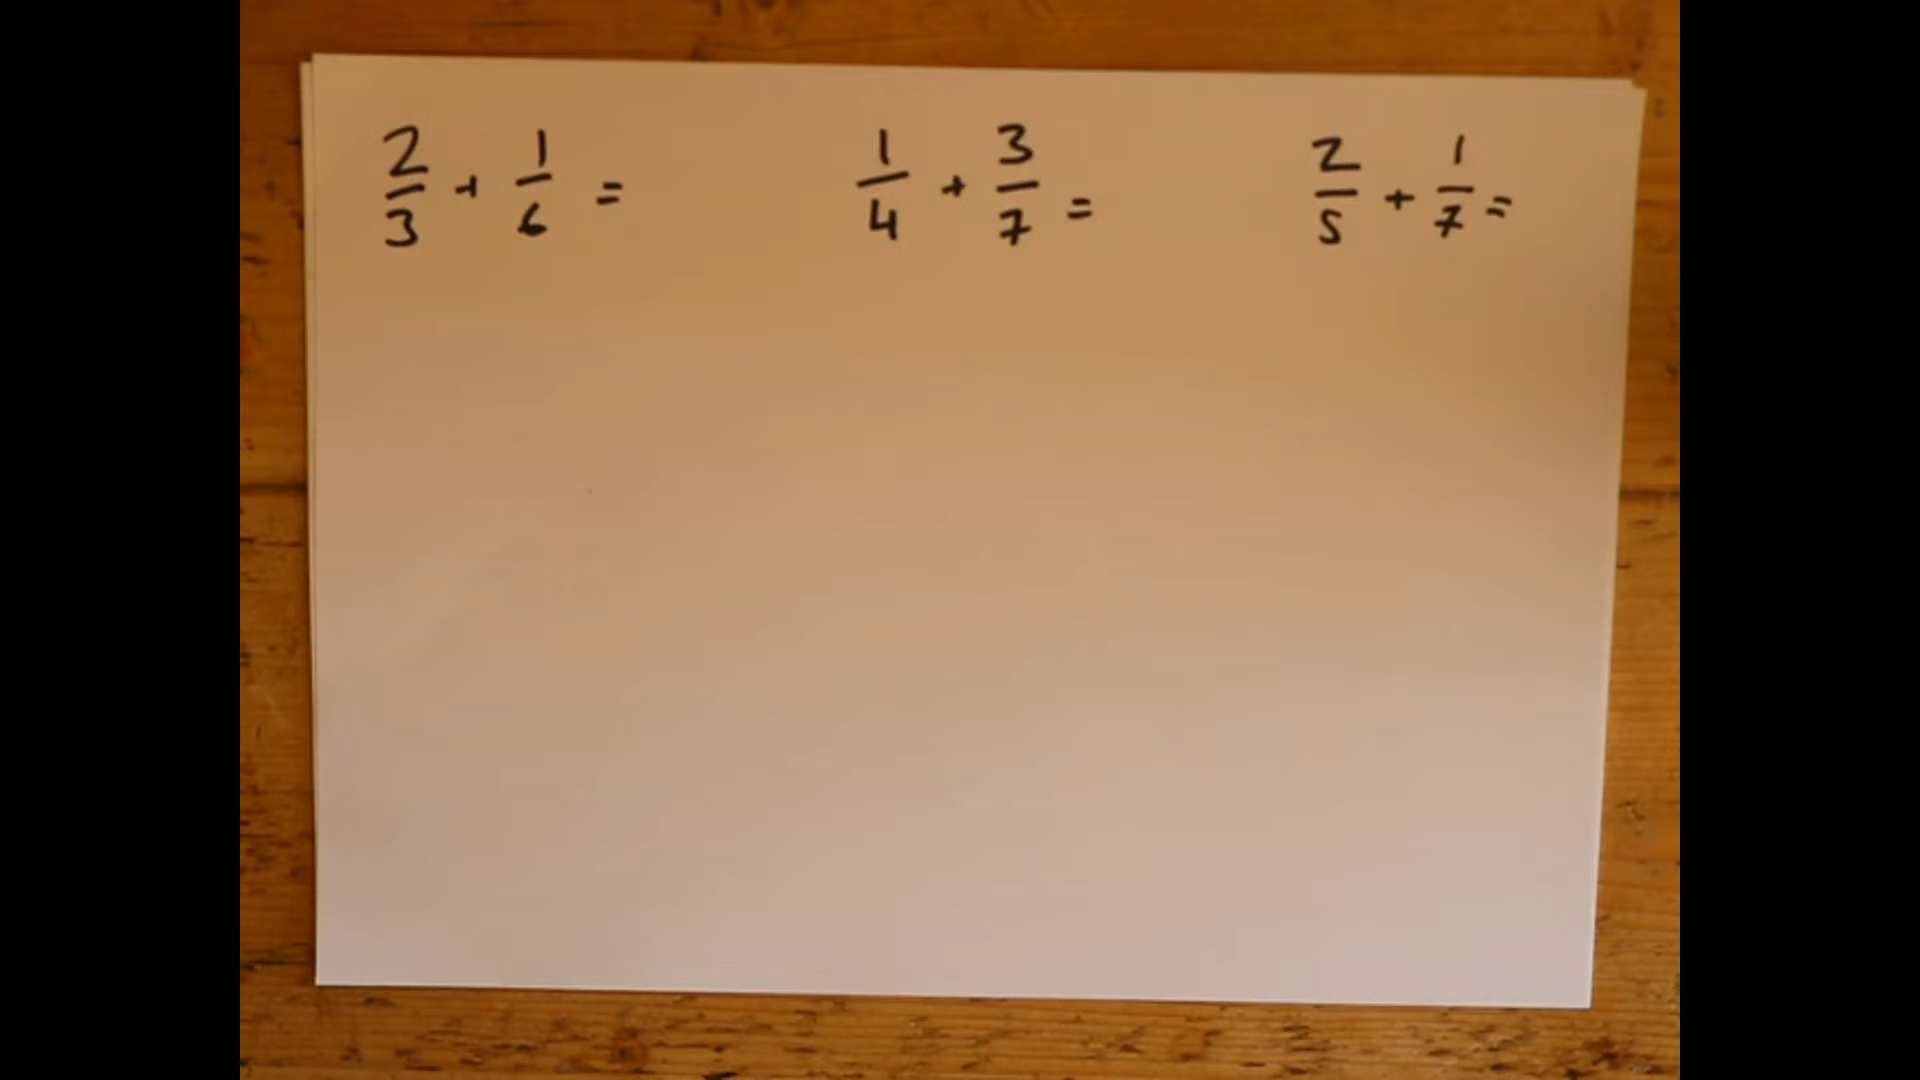 2/3 + 1/6 =
1/4 + 3/7 =
2/5 + 1/7 =